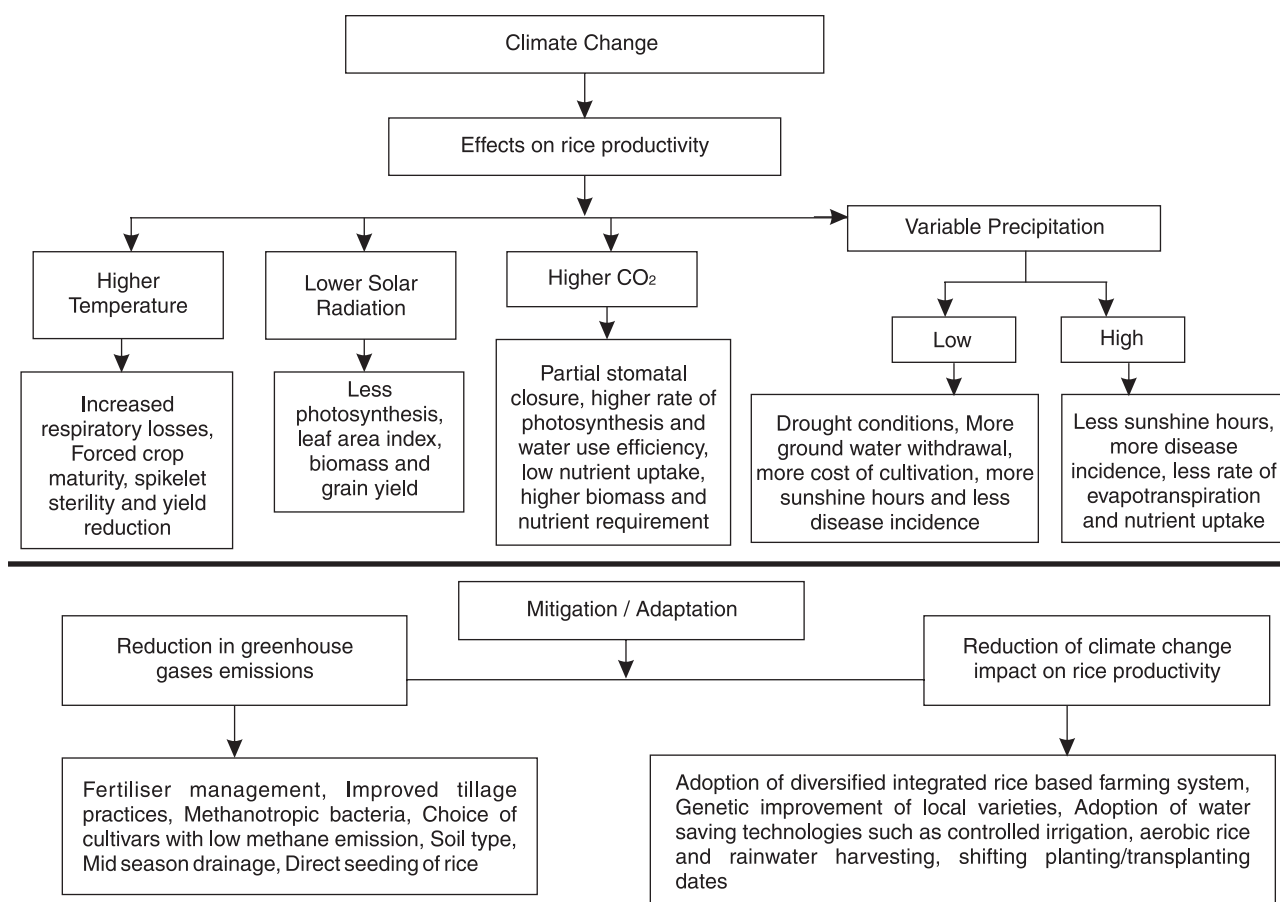 Climate Change
Effects on rice productivity
Variable Precipitation
Higher
Temperature
Lower Solar
Radiation
Higher CO₂
Low
High
Increased
respiratory losses,
Forced crop
maturity, spikelet
sterility and yield
reduction
Less
photosynthesis,
leaf area index,
biomass and
grain yield
Partial stomatal
closure, higher rate of
photosynthesis and
water use efficiency,
low nutrient uptake,
higher biomass and
nutrient requirement
Drought conditions, More
ground water withdrawal,
more cost of cultivation, more
sunshine hours and less
disease incidence
Less sunshine hours,
more disease
incidence, less rate of
evapotranspiration
and nutrient uptake
Mitigation / Adaptation
Reduction in greenhouse
gases emissions
Reduction of climate change
impact on rice productivity
Fertiliser management, Improved tillage
practices, Methanotropic bacteria, Choice of
cultivars with low methane emission, Soil type,
Mid season drainage, Direct seeding of rice
Adoption of diversified integrated rice based farming system,
Genetic improvement of local varieties, Adoption of water
saving technologies such as controlled irrigation, aerobic rice
and rainwater harvesting, shifting planting/transplanting
dates